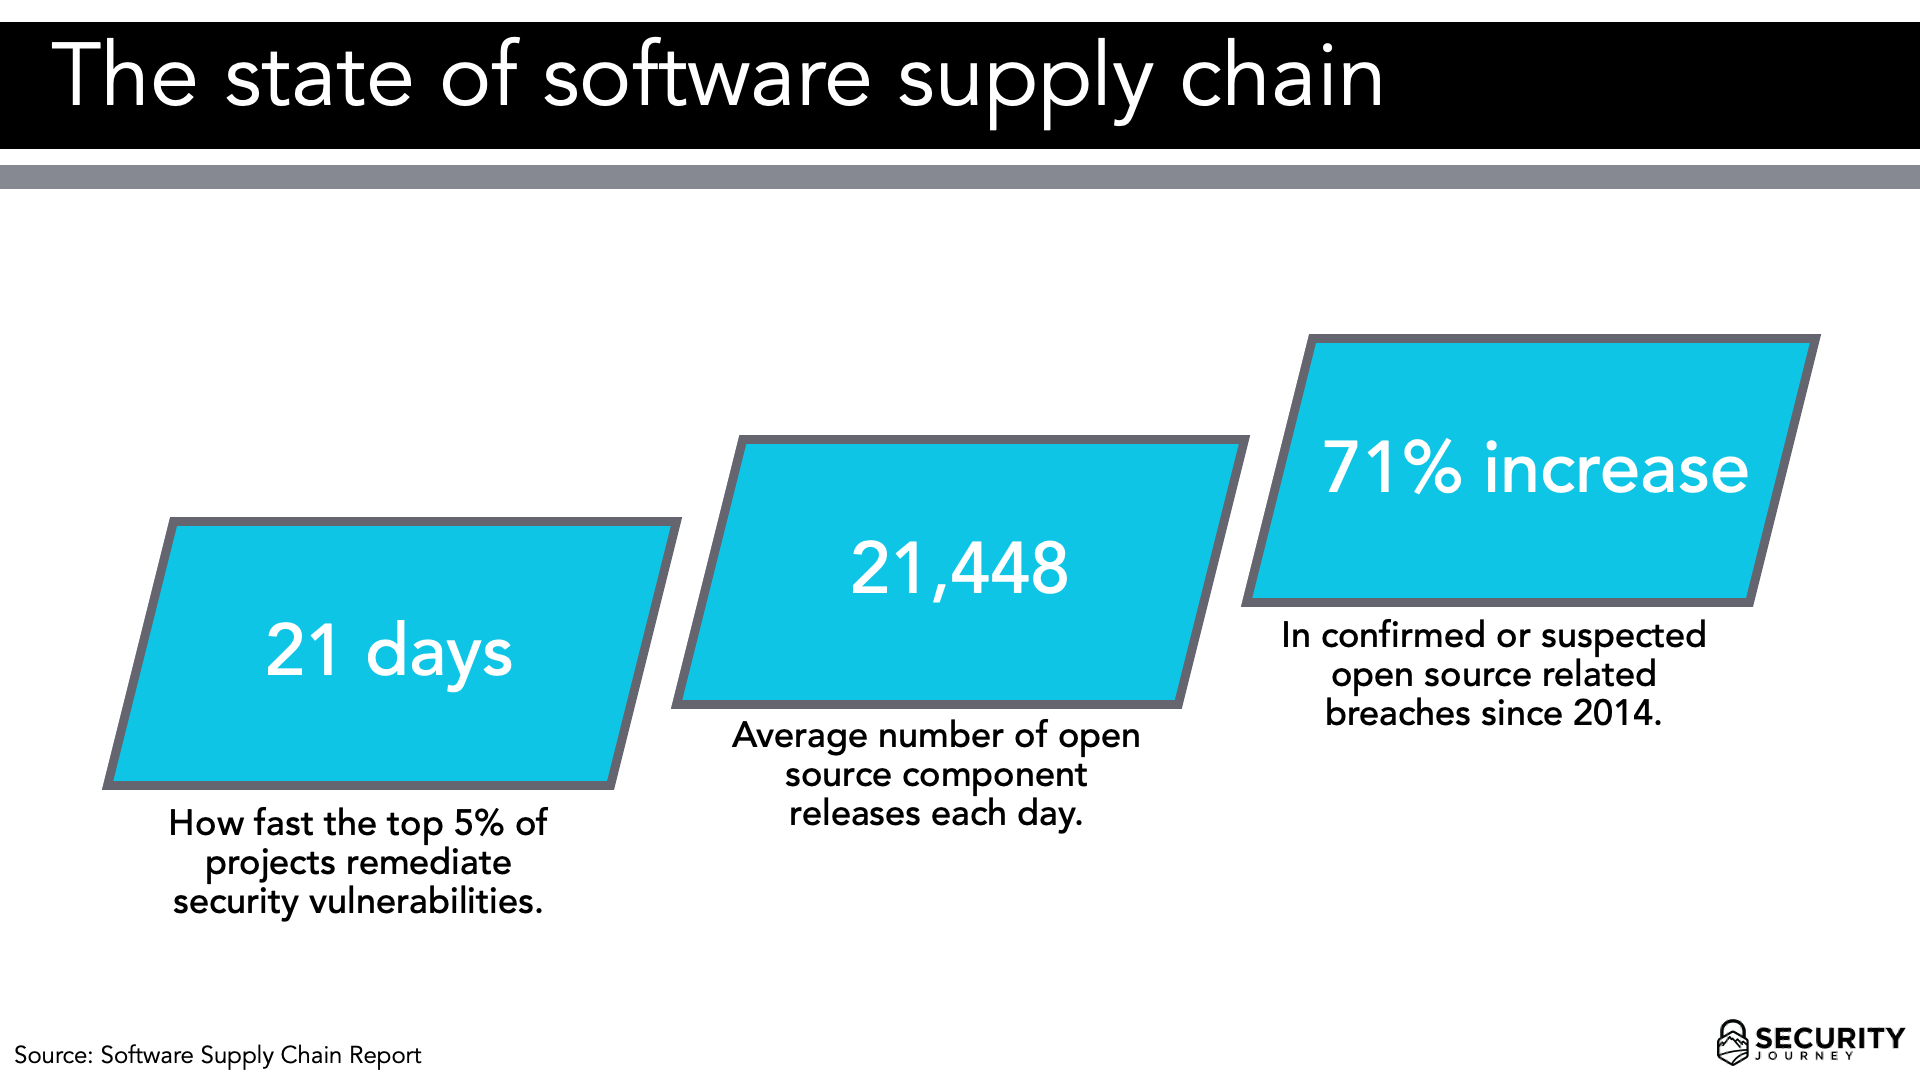 The state of software supply chain
21 days
How fast the top 5% of
projects remediate
security vulnerabilities.
21,448
Average number of open
source component
releases each day.
71% increase
In confirmed or suspected
open source related
breaches since 2014.
Source: Software Supply Chain Report
SECURITY
JOURNEY